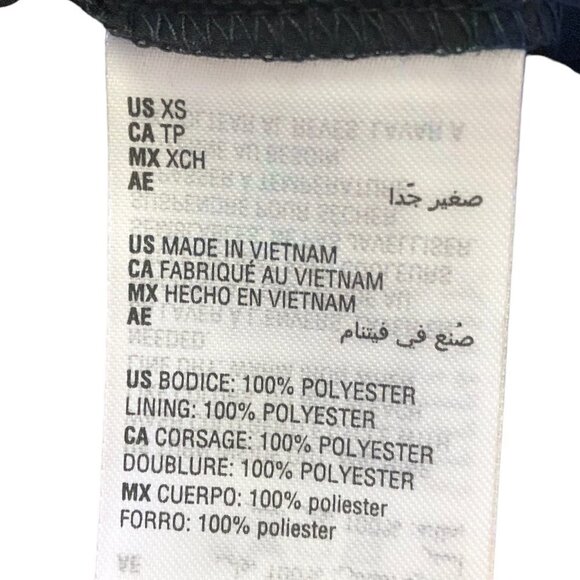 US XS
CA TP
MX XCH
AE صغير جّدا
US MADE IN VIETNAM
CA FABRIQUÉ AU VIETNAM
MX HECHO EN VIETNAM
AE صُنع في فيتنام
US BODICE: 100% POLYESTER
LINING: 100% POLYESTER
CA CORSAGE: 100% POLYESTER
DOUBLURE: 100% POLYESTER
MX CUERPO: 100% poliester
FORRO: 100% poliester